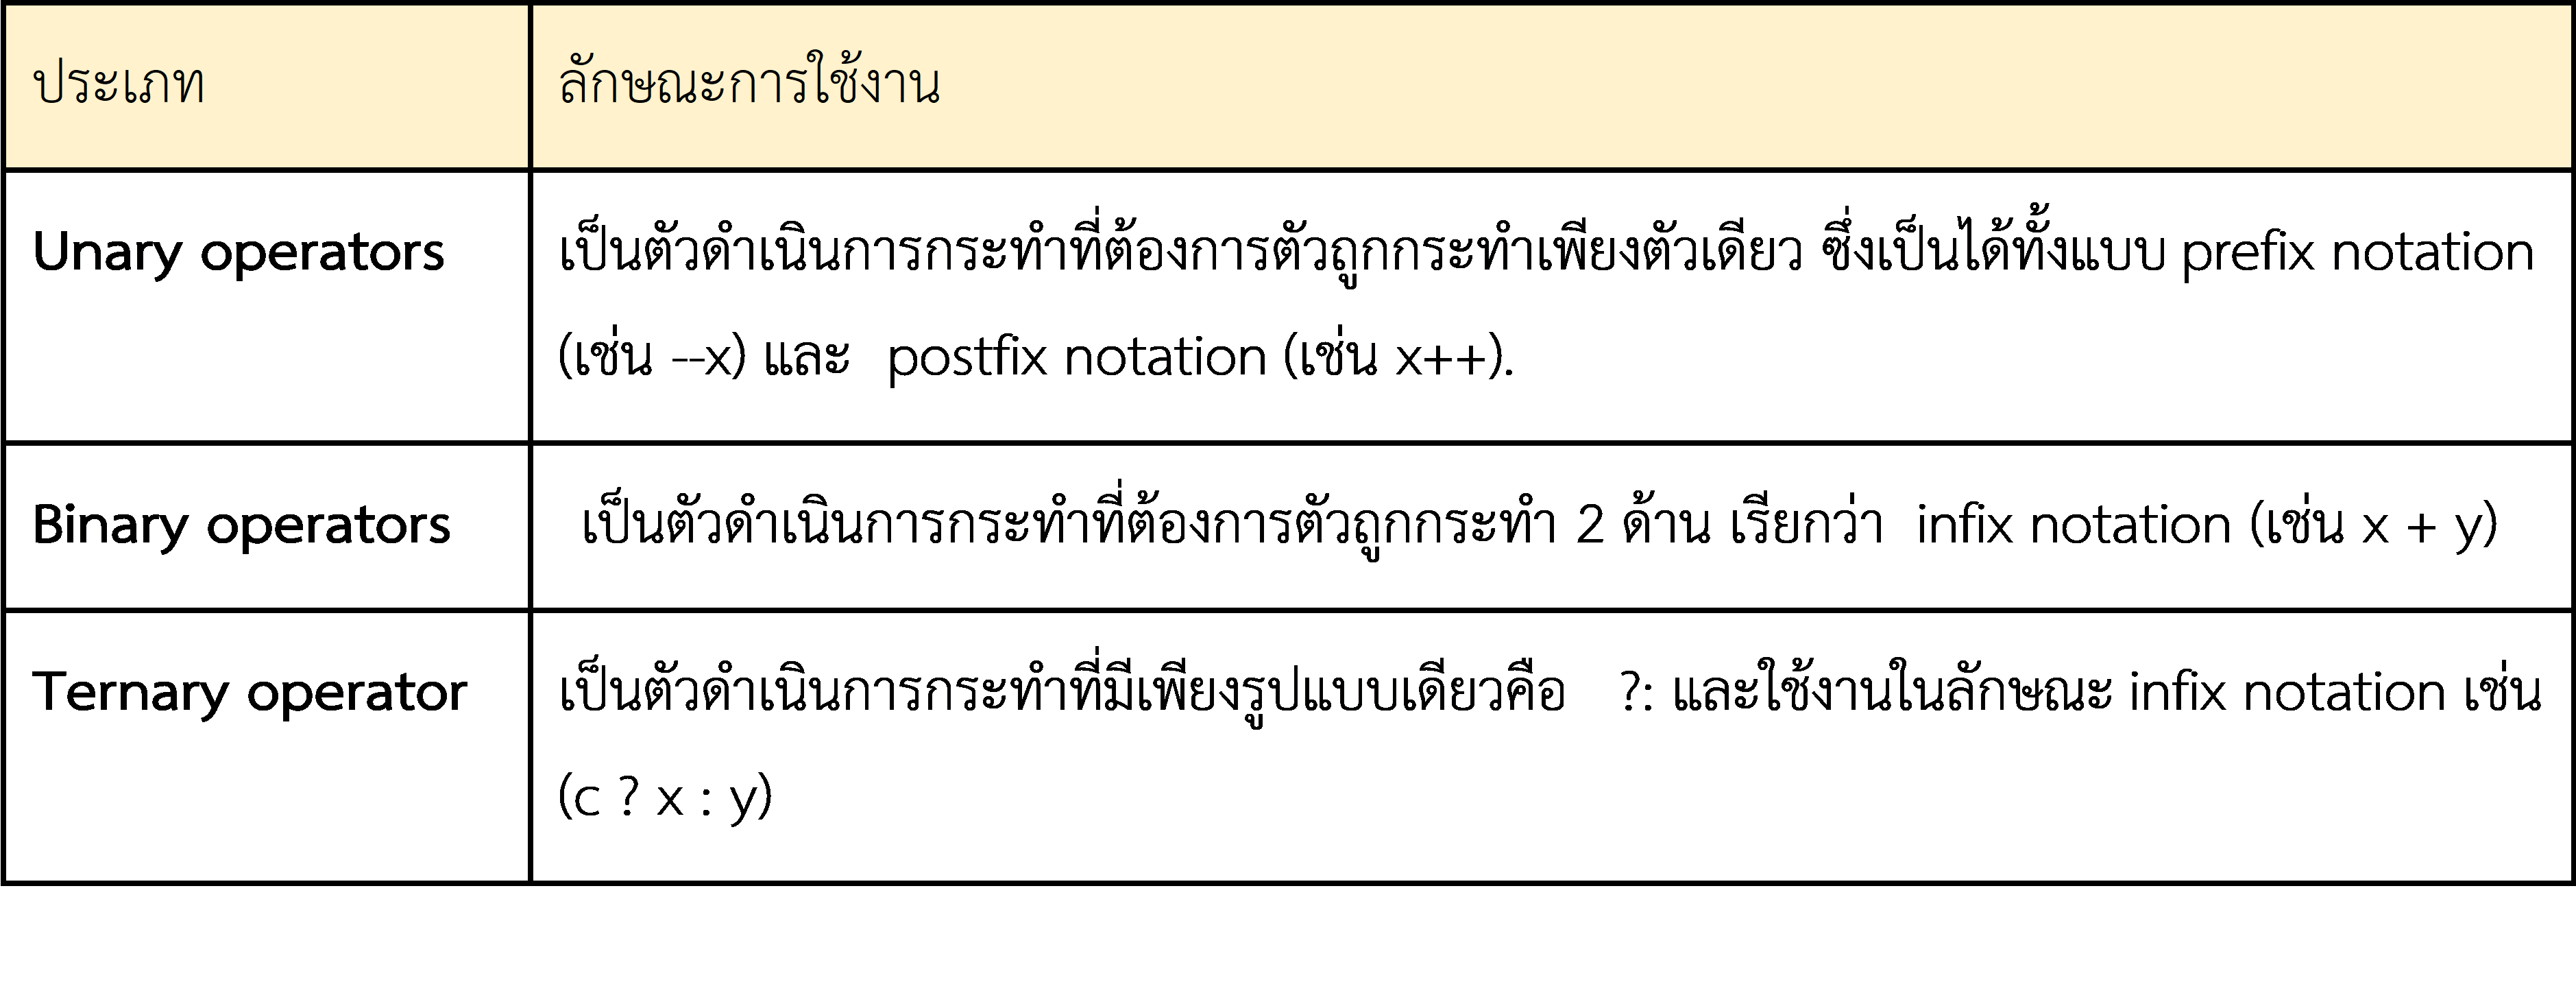 ประเภท ลักษณะการใช้งาน
Unary operators เป็นตัวดำเนินการกระทำที่ต้องการตัวถูกกระทำเพียงตัวเดียว ซึ่งเป็นได้ทั้งแบบ prefix notation
(เช่น --x) และ postfix notation (เช่น x++).
Binary operators เป็นตัวดำเนินการกระทำที่ต้องการตัวถูกกระทำ 2 ด้าน เรียกว่า infix notation (เช่น x + y)
Ternary operator เป็นตัวดำเนินการกระทำที่มีเพียงรูปแบบเดียวคือ ?: และใช้งานในลักษณะ infix notation เช่น
(c ? x : y)